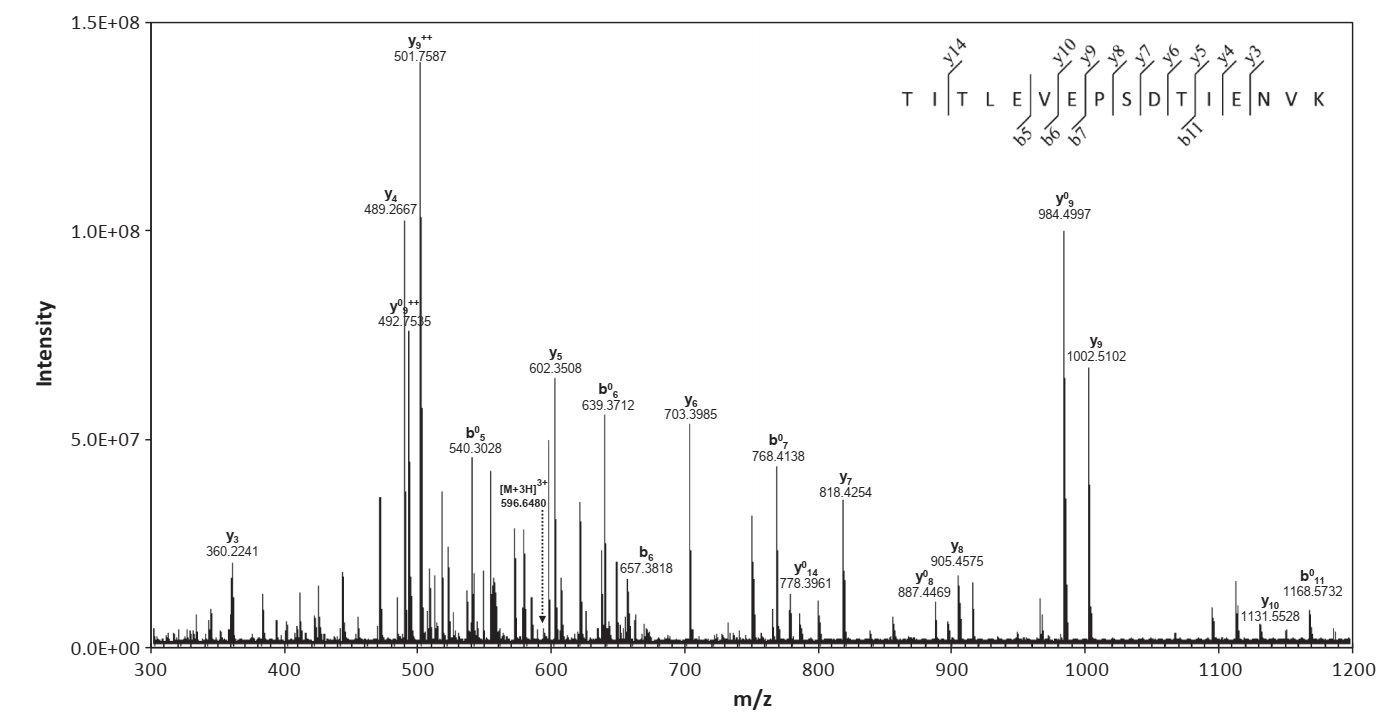 1.5E+08
1.0E+08
5.0E+07
0.0E+00
Intensity
y9++
501.7587
y4
489.2667
y09++
492.7535
y3
360.2241
b05
540.3028
[M+3H]3+
596.6480
y5
602.3508
b06
639.3712
b6
657.3818
y6
703.3985
b07
768.4138
y014
778.3961
y7
818.4254
y08
887.4469
y8
905.4575
y09
984.4997
y9
1002.5102
y10
1131.5528
b011
1168.5732
y14 y10 y9 y8 y7 y6 y5 y4 y3
T I T L E V E P S D T I E N V K
b5 b6 b7 b11
300 400 500 600 700 800 900 1000 1100 1200
m/z